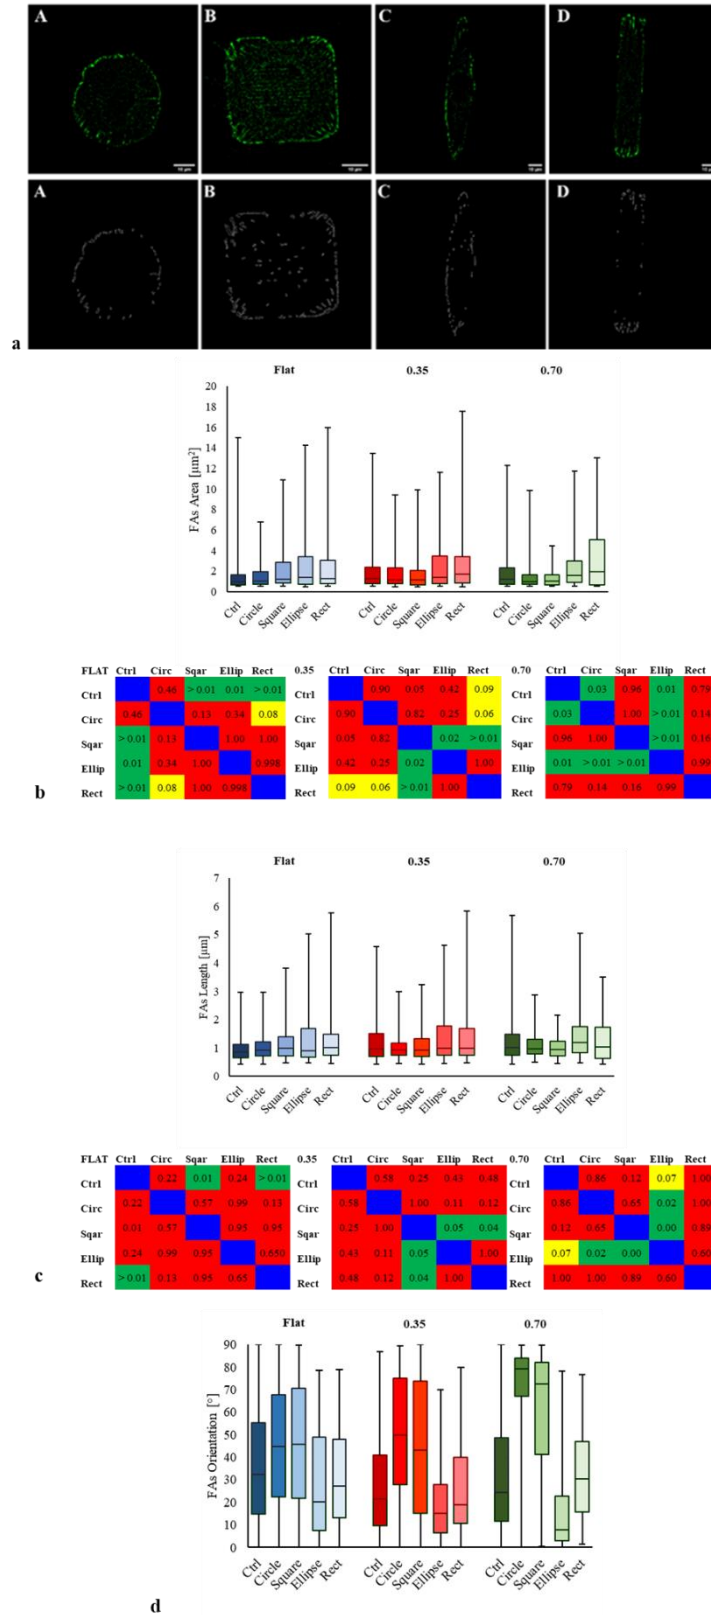 A B C D
10 µm 10 µm 10 µm 10 µm
A B C D
a
Flat 0.35 0.70
FAs Area [µm²]
20
18
16
14
12
10
8
6
4
2
0
Ctrl Circle Square Ellipse Rect Ctrl Circle Square Ellipse Rect Ctrl Circle Square Ellipse Rect
FLAT Ctrl Circ Sqar Ellip Rect 0.35 Ctrl Circ Sqar Ellip Rect 0.70 Ctrl Circ Sqar Ellip Rect
Ctrl 0.46 > 0.01 0.01 > 0.01 Ctrl 0.90 0.05 0.42 0.09 Ctrl 0.03 0.96 0.01 0.79
Circ 0.46 0.13 0.34 0.08 Circ 0.90 0.82 0.25 0.06 Circ 0.03 1.00 > 0.01 0.14
Sqar > 0.01 0.13 1.00 1.00 Sqar 0.05 0.82 0.02 > 0.01 Sqar 0.96 1.00 > 0.01 0.16
Ellip 0.01 0.34 1.00 0.998 Ellip 0.42 0.25 0.02 1.00 Ellip 0.01 > 0.01 > 0.01 0.99
Rect > 0.01 0.08 1.00 0.998 Rect 0.09 0.06 > 0.01 1.00 Rect 0.79 0.14 0.16 0.99
b
Flat 0.35 0.70
FAs Length [µm]
7
6
5
4
3
2
1
0
Ctrl Circle Square Ellipse Rect Ctrl Circle Square Ellipse Rect Ctrl Circle Square Ellipse Rect
FLAT Ctrl Circ Sqar Ellip Rect 0.35 Ctrl Circ Sqar Ellip Rect 0.70 Ctrl Circ Sqar Ellip Rect
Ctrl 0.22 0.01 0.24 > 0.01 Ctrl 0.58 0.25 0.43 0.48 Ctrl 0.86 0.12 0.07 1.00
Circ 0.22 0.57 0.99 0.13 Circ 0.58 1.00 0.11 0.12 Circ 0.86 0.65 0.02 1.00
Sqar 0.01 0.57 0.95 0.95 Sqar 0.25 1.00 0.05 0.04 Sqar 0.12 0.65 0.00 0.89
Ellip 0.24 0.99 0.95 0.650 Ellip 0.43 0.11 0.05 1.00 Ellip 0.07 0.02 0.00 0.60
Rect > 0.01 0.13 0.95 0.65 Rect 0.48 0.12 0.04 1.00 Rect 1.00 1.00 0.89 0.60
c
Flat 0.35 0.70
FAs Orientation [°]
90
80
70
60
50
40
30
20
10
0
Ctrl Circle Square Ellipse Rect Ctrl Circle Square Ellipse Rect Ctrl Circle Square Ellipse Rect
d